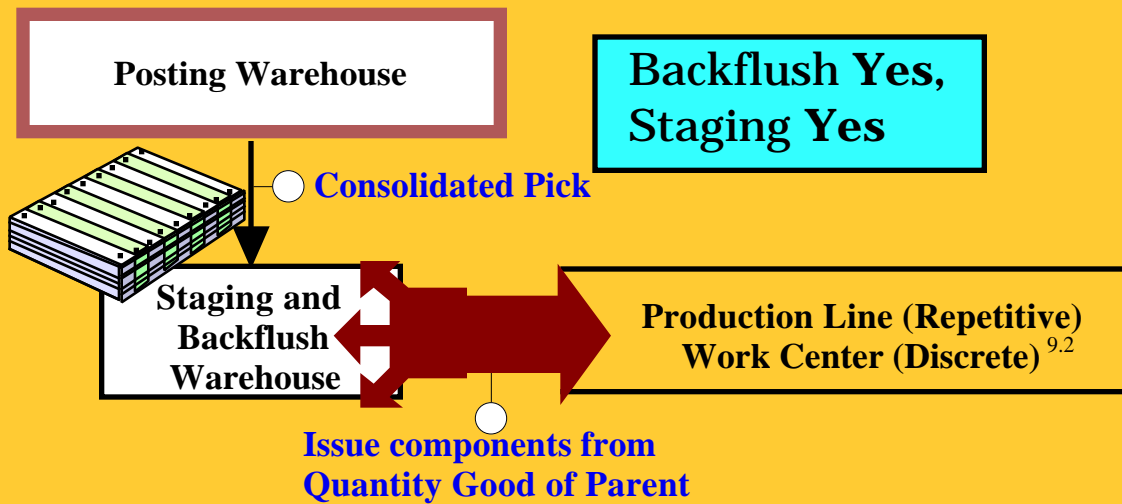 Posting Warehouse
Backflush Yes,
Staging Yes
Consolidated Pick
Staging and
Backflush
Warehouse
Production Line (Repetitive)
Work Center (Discrete) 9.2
Issue components from
Quantity Good of Parent